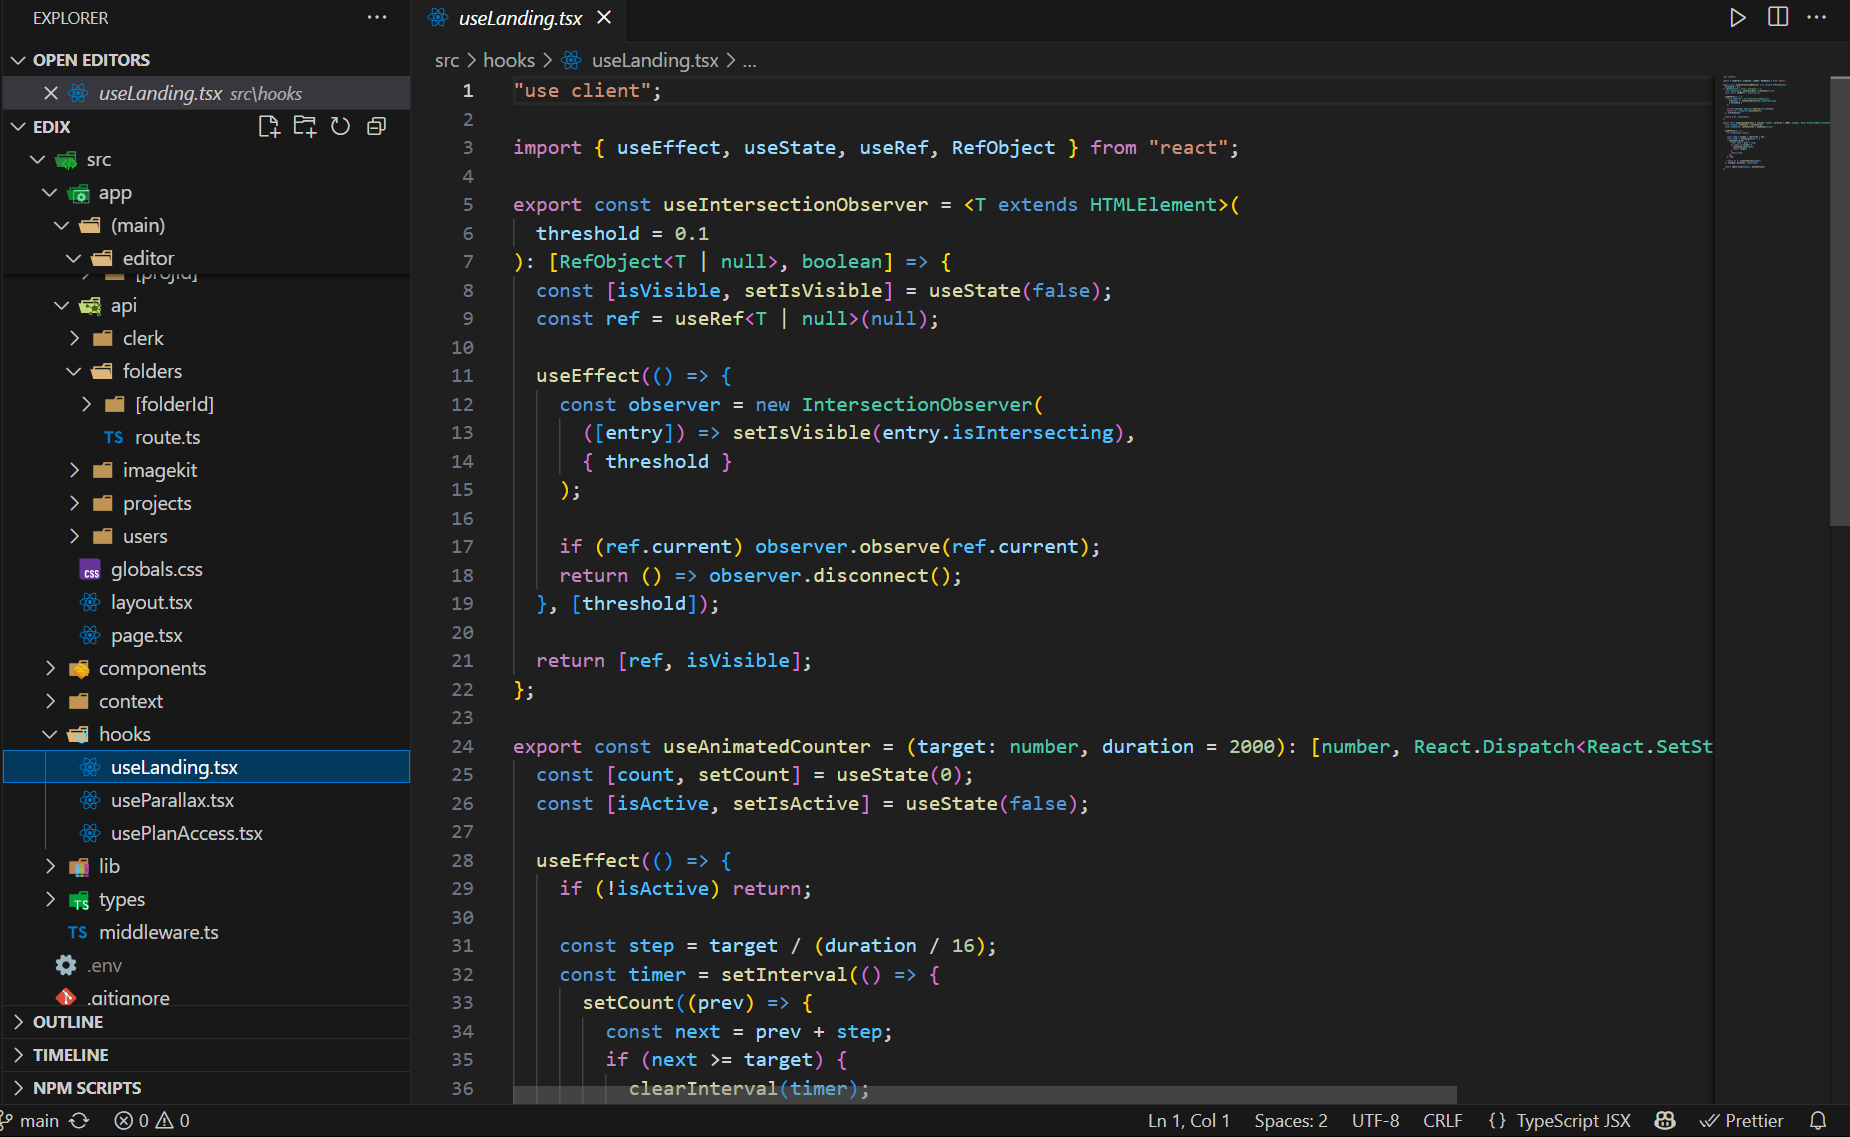 EXPLORER
OPEN EDITORS
useLanding.tsx src\hooks
EDIX
src
app
(main)
editor
[projId]
api
clerk
folders
[folderId]
TS route.ts
imagekit
projects
users
css globals.css
layout.tsx
page.tsx
components
context
hooks
useLanding.tsx
useParallax.tsx
usePlanAccess.tsx
lib
TS types
TS middleware.ts
.env
.gitignore
OUTLINE
TIMELINE
NPM SCRIPTS
useLanding.tsx
src > hooks > useLanding.tsx > ...
1 "use client";
2
3 import { useEffect, useState, useRef, RefObject } from "react";
4
5 export const useIntersectionObserver = <T extends HTMLElement>(
6 threshold = 0.1
7 ): [RefObject<T | null>, boolean] => {
8 const [isVisible, setIsVisible] = useState(false);
9 const ref = useRef<T | null>(null);
10
11 useEffect(() => {
12 const observer = new IntersectionObserver(
13 ([entry]) => setIsVisible(entry.isIntersecting),
14 { threshold }
15 );
16
17 if (ref.current) observer.observe(ref.current);
18 return () => observer.disconnect();
19 }, [threshold]);
20
21 return [ref, isVisible];
22 };
23
24 export const useAnimatedCounter = (target: number, duration = 2000): [number, React.Dispatch<React.SetSt
25 const [count, setCount] = useState(0);
26 const [isActive, setIsActive] = useState(false);
27
28 useEffect(() => {
29 if (!isActive) return;
30
31 const step = target / (duration / 16);
32 const timer = setInterval(() => {
33 setCount((prev) => {
34 const next = prev + step;
35 if (next >= target) {
36 clearInterval(timer);
main 0 0 Ln 1, Col 1 Spaces: 2 UTF-8 CRLF {} TypeScript JSX Prettier